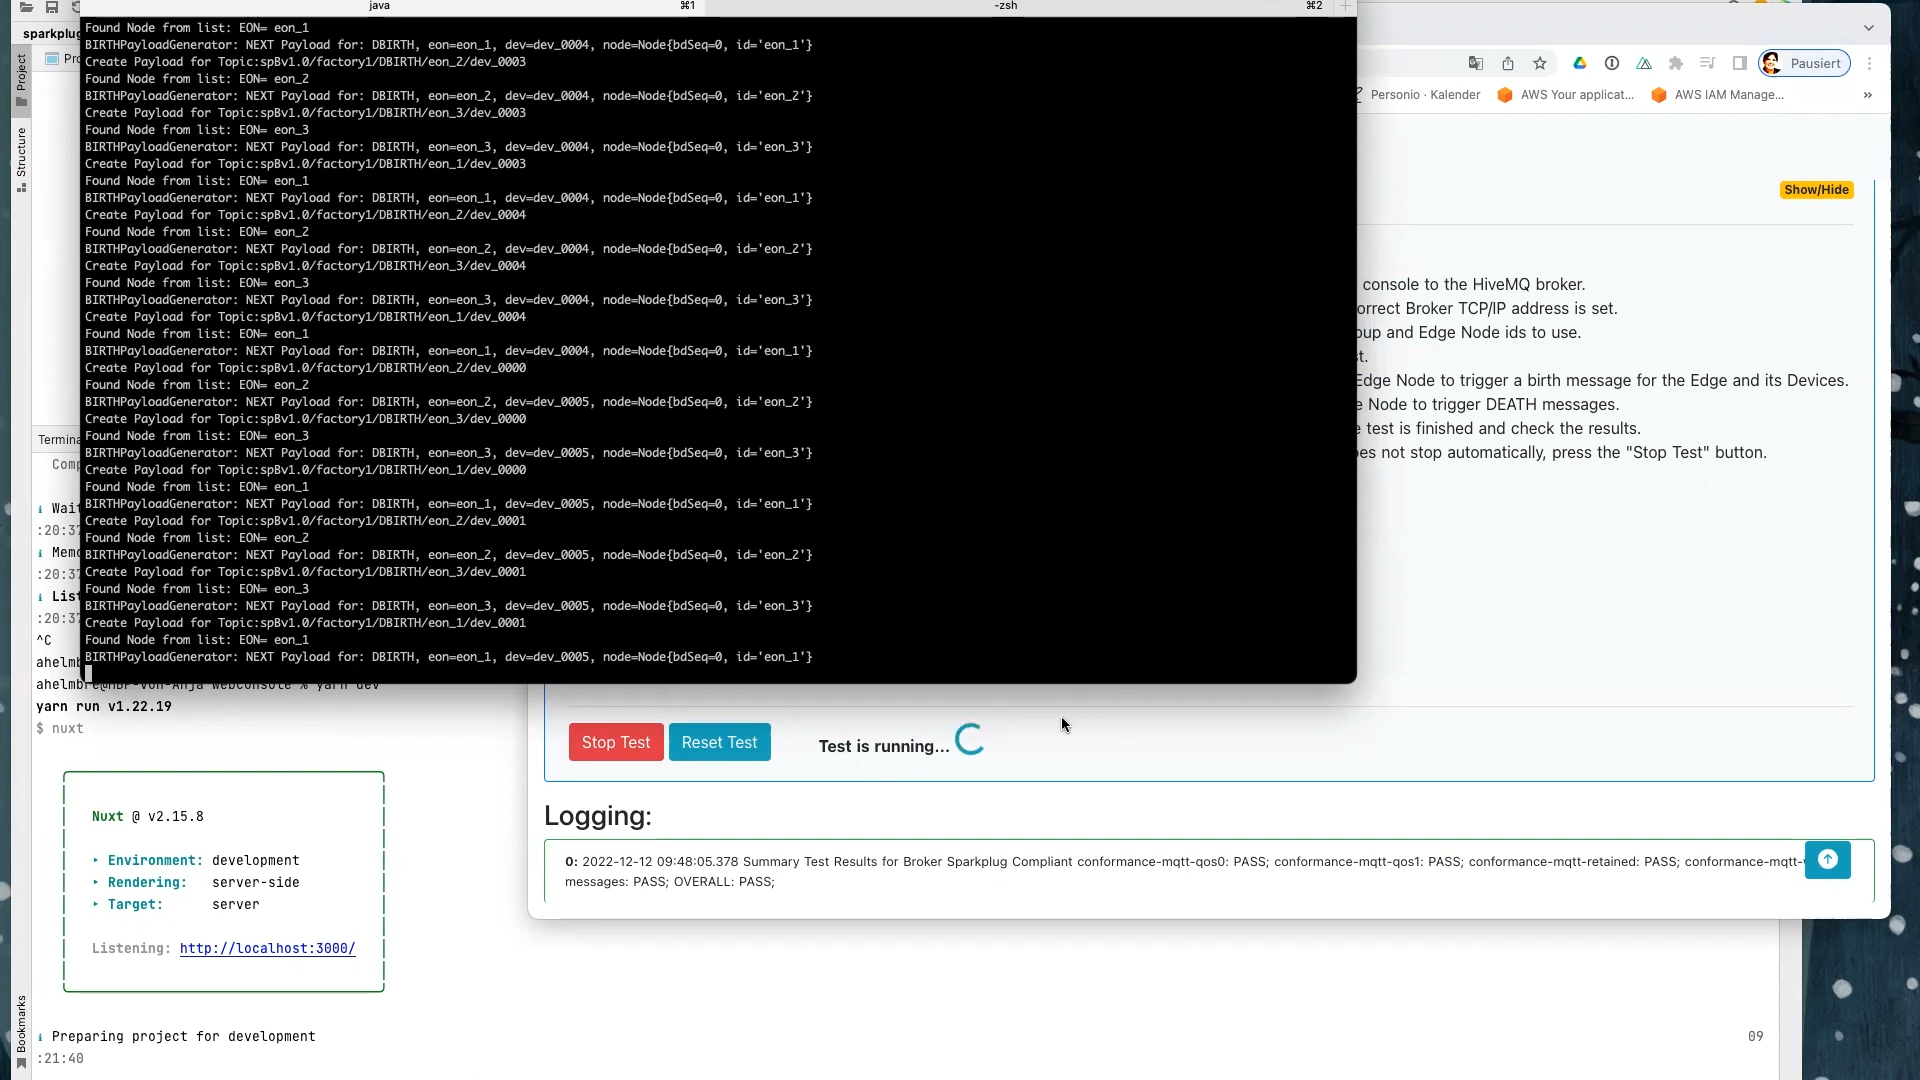 java ⌘1 -zsh ⌘2
Found Node from list: EON= eon_1
BIRTHPayloadGenerator: NEXT Payload for: DBIRTH, eon=eon_1, dev=dev_0004, node=Node{bdSeq=0, id='eon_1'}
Create Payload for Topic:spBv1.0/factory1/DBIRTH/eon_2/dev_0003
Found Node from list: EON= eon_2
BIRTHPayloadGenerator: NEXT Payload for: DBIRTH, eon=eon_2, dev=dev_0004, node=Node{bdSeq=0, id='eon_2'}
Create Payload for Topic:spBv1.0/factory1/DBIRTH/eon_3/dev_0003
Found Node from list: EON= eon_3
BIRTHPayloadGenerator: NEXT Payload for: DBIRTH, eon=eon_3, dev=dev_0004, node=Node{bdSeq=0, id='eon_3'}
Create Payload for Topic:spBv1.0/factory1/DBIRTH/eon_1/dev_0003
Found Node from list: EON= eon_1
BIRTHPayloadGenerator: NEXT Payload for: DBIRTH, eon=eon_1, dev=dev_0004, node=Node{bdSeq=0, id='eon_1'}
Create Payload for Topic:spBv1.0/factory1/DBIRTH/eon_2/dev_0004
Found Node from list: EON= eon_2
BIRTHPayloadGenerator: NEXT Payload for: DBIRTH, eon=eon_2, dev=dev_0004, node=Node{bdSeq=0, id='eon_2'}
Create Payload for Topic:spBv1.0/factory1/DBIRTH/eon_3/dev_0004
Found Node from list: EON= eon_3
BIRTHPayloadGenerator: NEXT Payload for: DBIRTH, eon=eon_3, dev=dev_0004, node=Node{bdSeq=0, id='eon_3'}
Create Payload for Topic:spBv1.0/factory1/DBIRTH/eon_1/dev_0004
Found Node from list: EON= eon_1
BIRTHPayloadGenerator: NEXT Payload for: DBIRTH, eon=eon_1, dev=dev_0004, node=Node{bdSeq=0, id='eon_1'}
Create Payload for Topic:spBv1.0/factory1/DBIRTH/eon_2/dev_0000
Found Node from list: EON= eon_2
BIRTHPayloadGenerator: NEXT Payload for: DBIRTH, eon=eon_2, dev=dev_0005, node=Node{bdSeq=0, id='eon_2'}
Create Payload for Topic:spBv1.0/factory1/DBIRTH/eon_3/dev_0000
Found Node from list: EON= eon_3
BIRTHPayloadGenerator: NEXT Payload for: DBIRTH, eon=eon_3, dev=dev_0005, node=Node{bdSeq=0, id='eon_3'}
Create Payload for Topic:spBv1.0/factory1/DBIRTH/eon_1/dev_0000
Found Node from list: EON= eon_1
BIRTHPayloadGenerator: NEXT Payload for: DBIRTH, eon=eon_1, dev=dev_0005, node=Node{bdSeq=0, id='eon_1'}
Create Payload for Topic:spBv1.0/factory1/DBIRTH/eon_2/dev_0001
Found Node from list: EON= eon_2
BIRTHPayloadGenerator: NEXT Payload for: DBIRTH, eon=eon_2, dev=dev_0005, node=Node{bdSeq=0, id='eon_2'}
Create Payload for Topic:spBv1.0/factory1/DBIRTH/eon_3/dev_0001
Found Node from list: EON= eon_3
BIRTHPayloadGenerator: NEXT Payload for: DBIRTH, eon=eon_3, dev=dev_0005, node=Node{bdSeq=0, id='eon_3'}
Create Payload for Topic:spBv1.0/factory1/DBIRTH/eon_1/dev_0001
Found Node from list: EON= eon_1
BIRTHPayloadGenerator: NEXT Payload for: DBIRTH, eon=eon_1, dev=dev_0005, node=Node{bdSeq=0, id='eon_1'}
sparkplug
Project
Structure
Bookmarks
Pausiert
Personio · Kalender AWS Your applicat... AWS IAM Manage... »
Show/Hide
console to the HiveMQ broker.
orrect Broker TCP/IP address is set.
oup and Edge Node ids to use.
st.
Edge Node to trigger a birth message for the Edge and its Devices.
e Node to trigger DEATH messages.
e test is finished and check the results.
oes not stop automatically, press the "Stop Test" button.
Stop Test Reset Test Test is running...
Logging:
0: 2022-12-12 09:48:05.378 Summary Test Results for Broker Sparkplug Compliant conformance-mqtt-qos0: PASS; conformance-mqtt-qos1: PASS; conformance-mqtt-retained: PASS; conformance-mqtt-
messages: PASS; OVERALL: PASS;
Termina
Comp
ℹ Wait
:20:37
ℹ Memo
:20:37
ℹ List
:20:37
^C
ahelmbr
ahelmbre@MBP-von-Anja webconsole % yarn dev
yarn run v1.22.19
$ nuxt
Nuxt @ v2.15.8
▸ Environment: development
▸ Rendering: server-side
▸ Target: server
Listening: http://localhost:3000/
ℹ Preparing project for development 09
:21:40